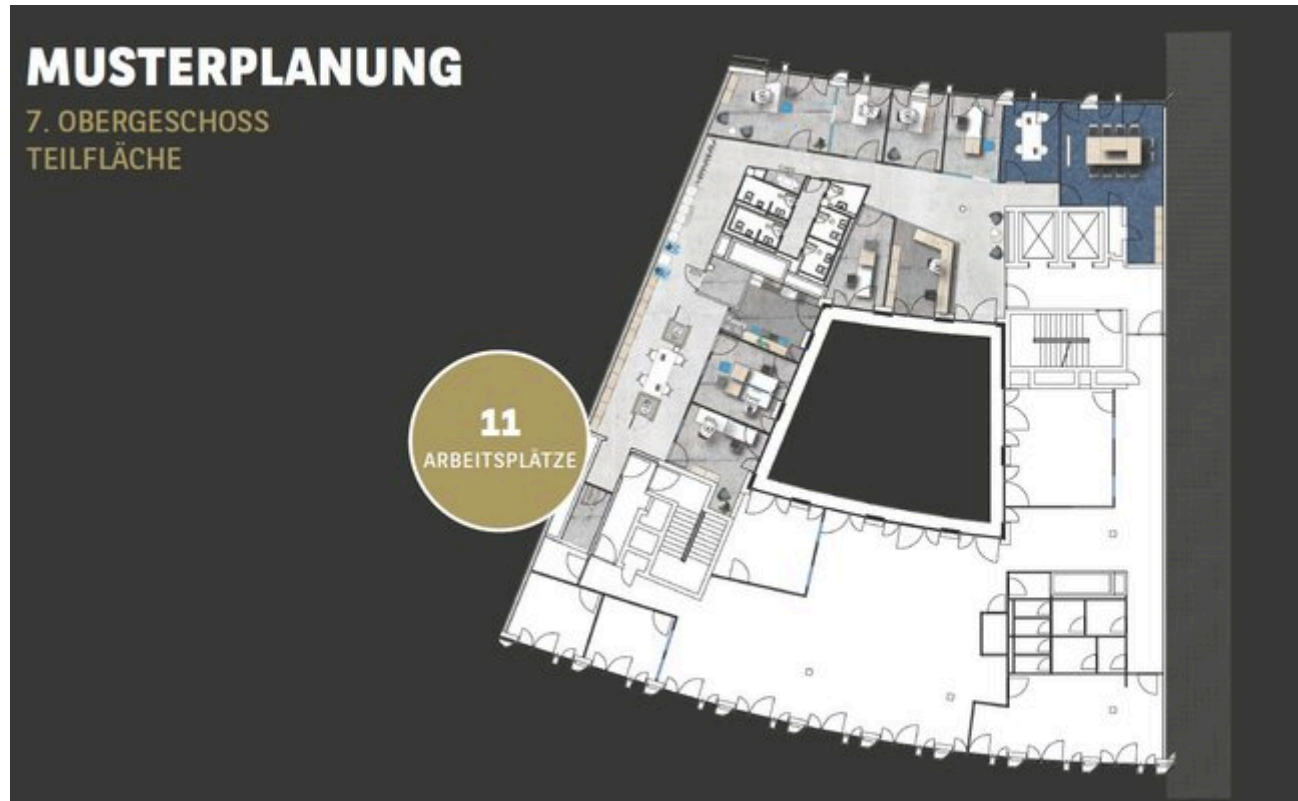 MUSTERPLANUNG
7. OBERGESCHOSS
TEILFLÄCHE
11
ARBEITSPLÄTZE